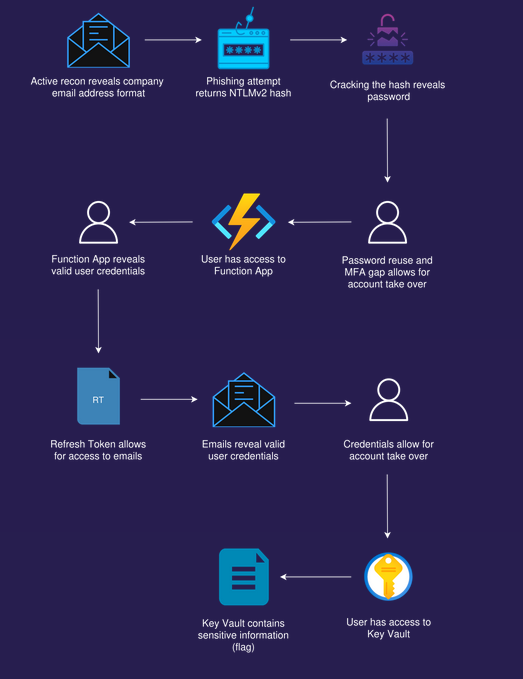 Active recon reveals company
email address format
Phishing attempt
returns NTLMv2 hash
Cracking the hash reveals
password
Password reuse and
MFA gap allows for
account take over
User has access to
Function App
Function App reveals
valid user credentials
RT
Refresh Token allows
for access to emails
Emails reveal valid
user credentials
Credentials allow for
account take over
User has access to
Key Vault
Key Vault contains
sensitive information
(flag)